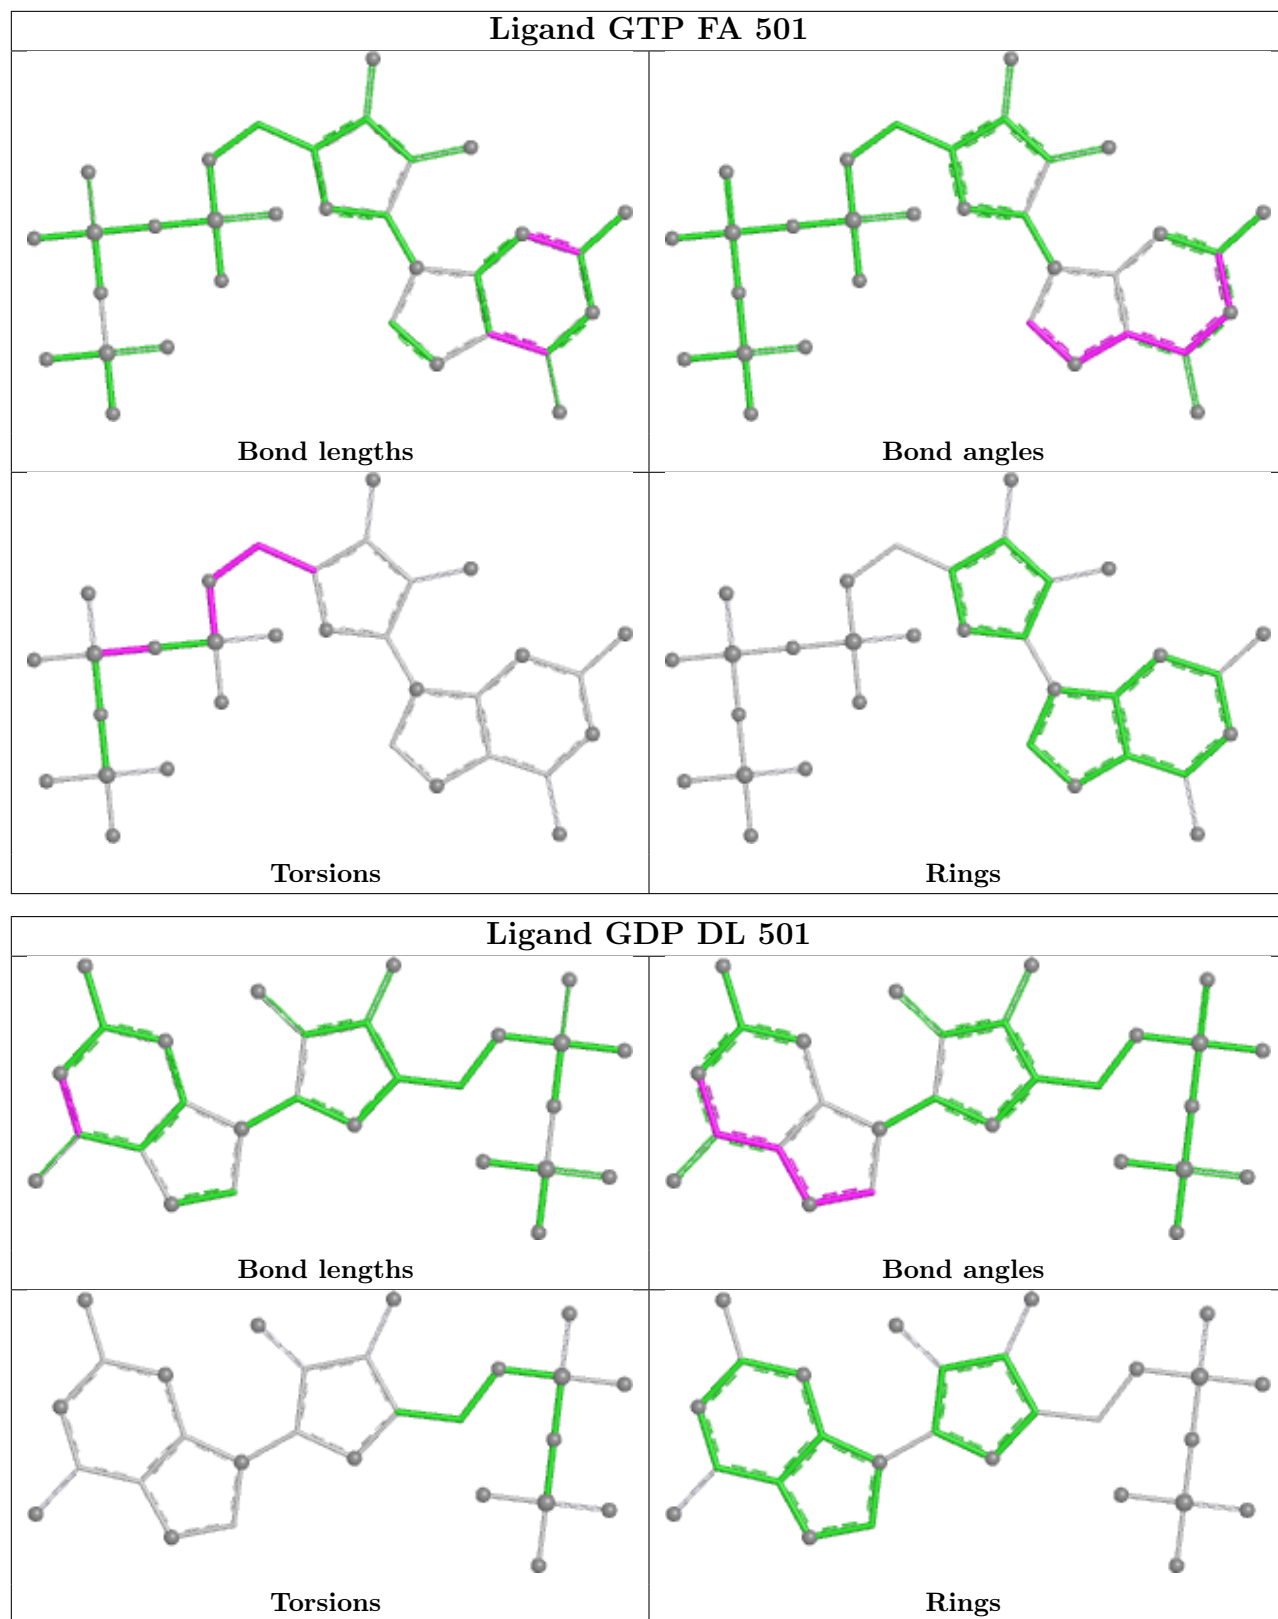 Ligand GTP FA 501
Bond lengths
Bond angles
Torsions
Rings
Ligand GDP DL 501
Bond lengths
Bond angles
Torsions
Rings